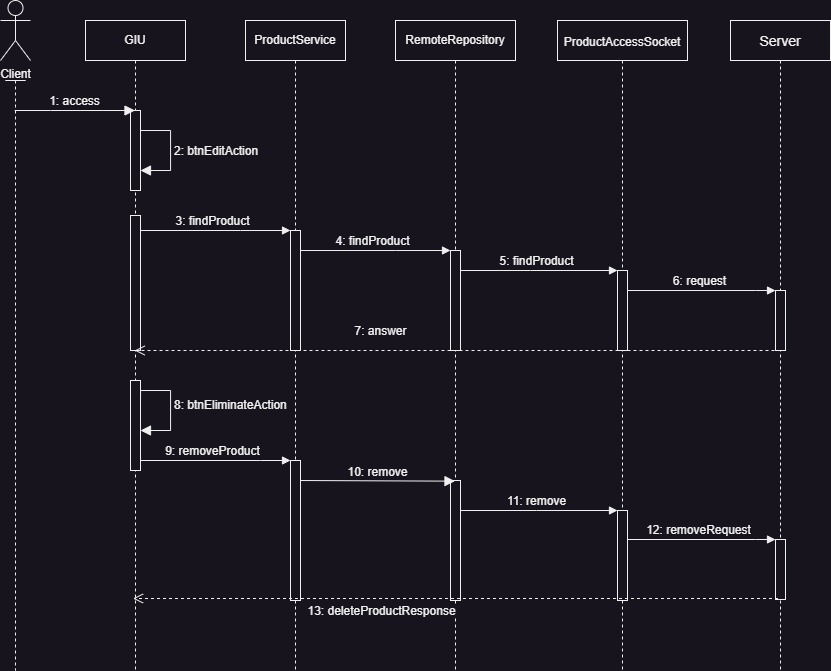 GIU
ProductService
RemoteRepository
ProductAccessSocket
Server
Client
1: access
2: btnEditAction
3: findProduct
4: findProduct
5: findProduct
6: request
7: answer
8: btnEliminateAction
9: removeProduct
10: remove
11: remove
12: removeRequest
13: deleteProductResponse